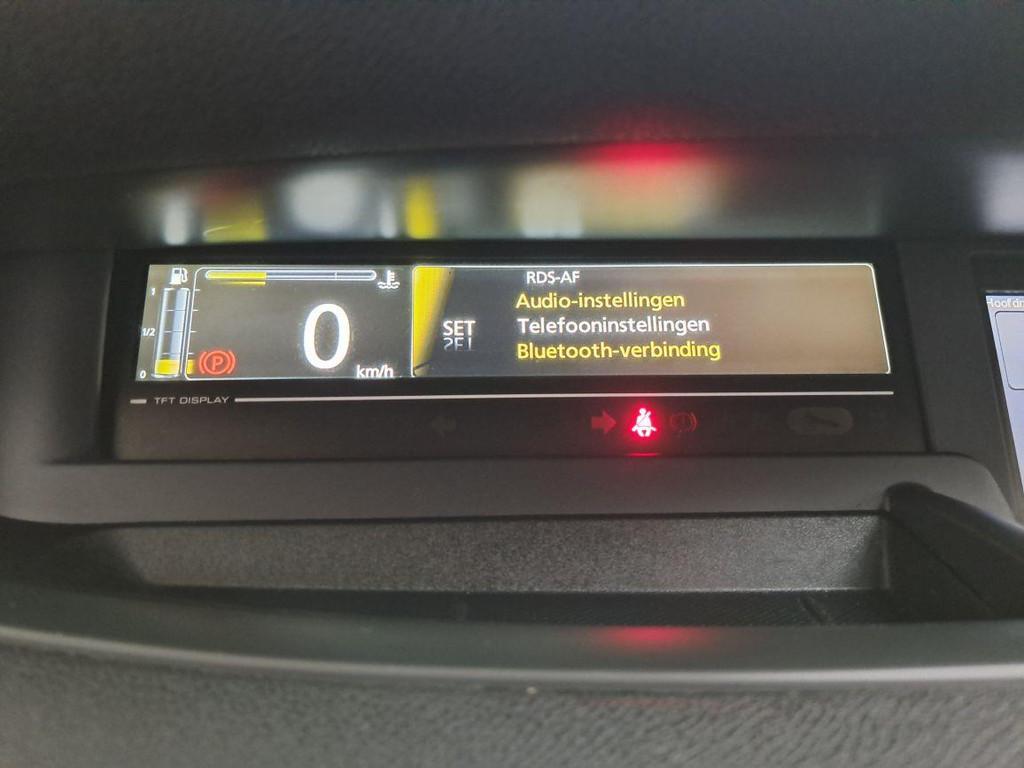 1
1/2
0
P
0
km/h
SET
RDS-AF
Audio-instellingen
Telefooninstellingen
Bluetooth-verbinding
TFT DISPLAY